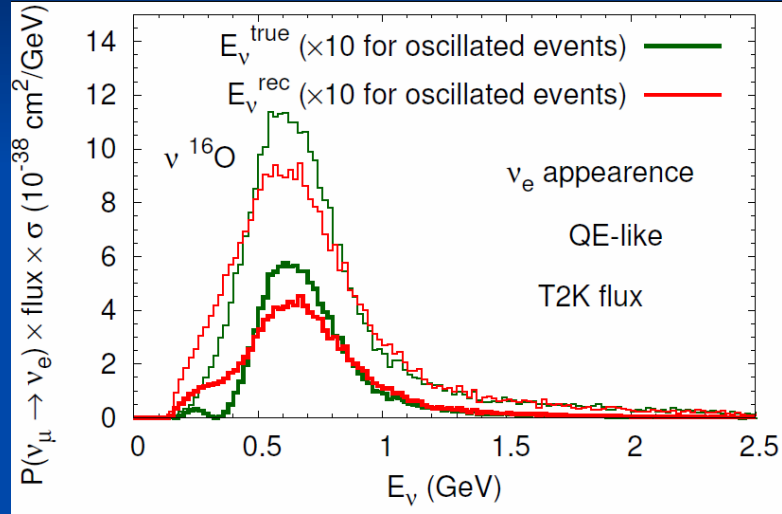 E_ν^true (×10 for oscillated events)
E_ν^rec (×10 for oscillated events)
ν ^16O
ν_e appearence
QE-like
T2K flux
P(ν_μ → ν_e) × flux × σ (10^-38 cm^2/GeV)
14
12
10
8
6
4
2
0
0 0.5 1 1.5 2 2.5
E_ν (GeV)